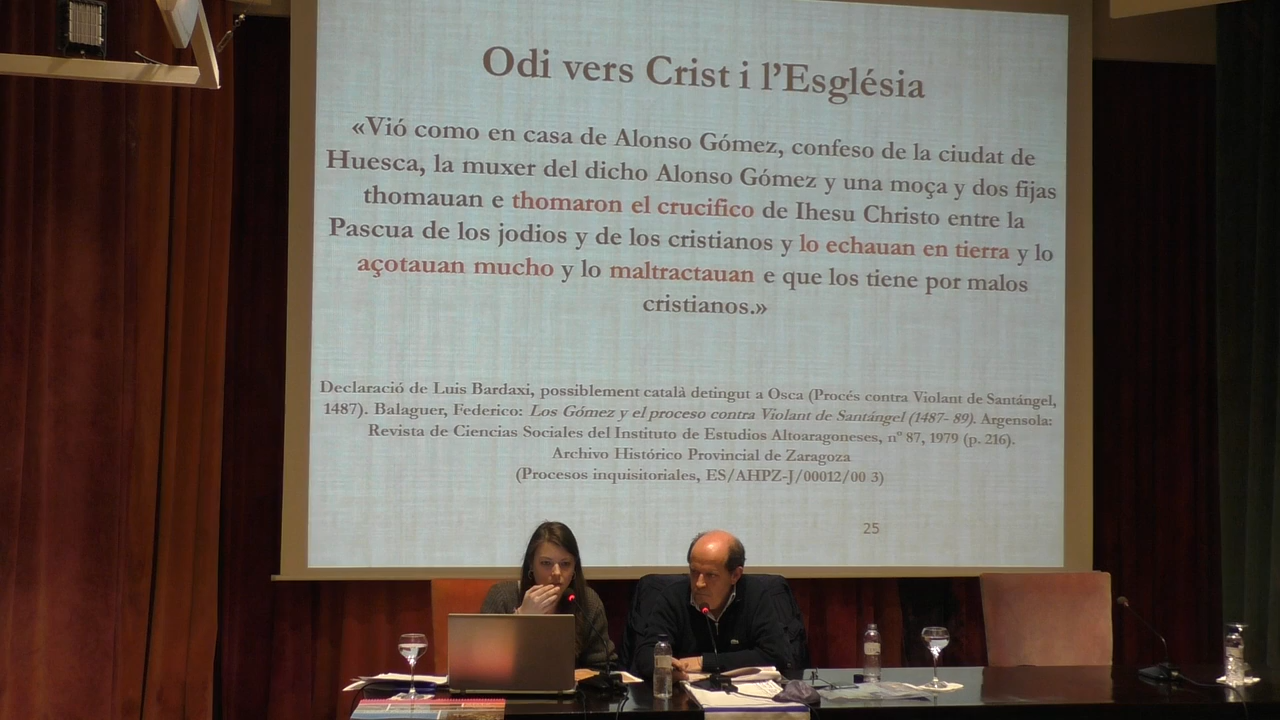 Odi vers Crist i l'Església
«Vió como en casa de Alonso Gómez, confeso de la ciudad de
Huesca, la muxer del dicho Alonso Gómez y una moça y dos fijas
thomauan e thomaron el crucifico de Ihesu Christo entre la
Pascua de los jodios y de los cristianos y lo echauan en tierra y lo
açotauan mucho y lo maltractauan e que los tiene por malos
cristianos.»
Declaració de Luis Bardaxi, possiblement català detingut a Osca (Procés contra Violant de Santángel,
1487). Balaguer, Federico: Los Gómez y el proceso contra Violant de Santángel (1487- 89). Argensola:
Revista de Ciencias Sociales del Instituto de Estudios Altoaragoneses, nº 87, 1979 (p. 216).
Archivo Histórico Provincial de Zaragoza
(Procesos inquisitoriales, ES/AHPZ-J/00012/00 3)
25